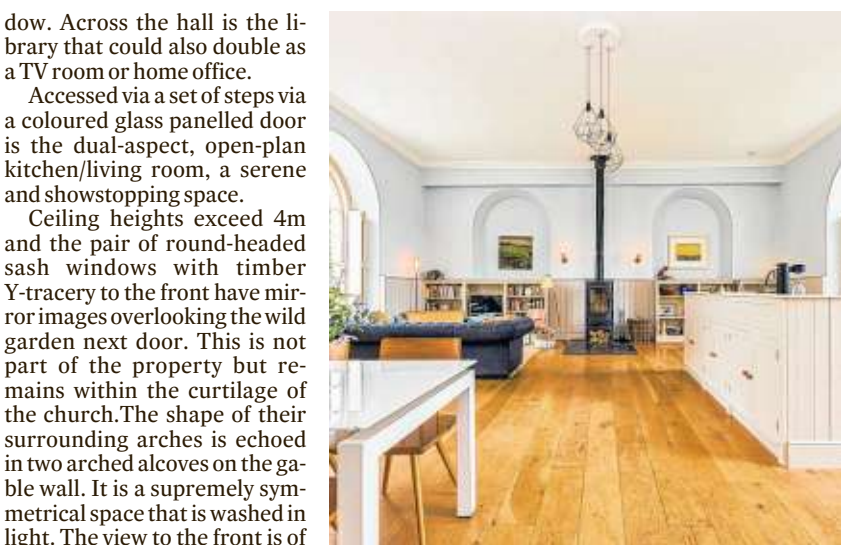 dow. Across the hall is the li-
brary that could also double as
a TV room or home office.
Accessed via a set of steps via
a coloured glass panelled door
is the dual-aspect, open-plan
kitchen/living room, a serene
and showstopping space.
Ceiling heights exceed 4m
and the pair of round-headed
sash windows with timber
Y-tracery to the front have mir-
ror images overlooking the wild
garden next door. This is not
part of the property but re-
mains within the curtilage of
the church.The shape of their
surrounding arches is echoed
in two arched alcoves on the ga-
ble wall. It is a supremely sym-
metrical space that is washed in
light. The view to the front is of